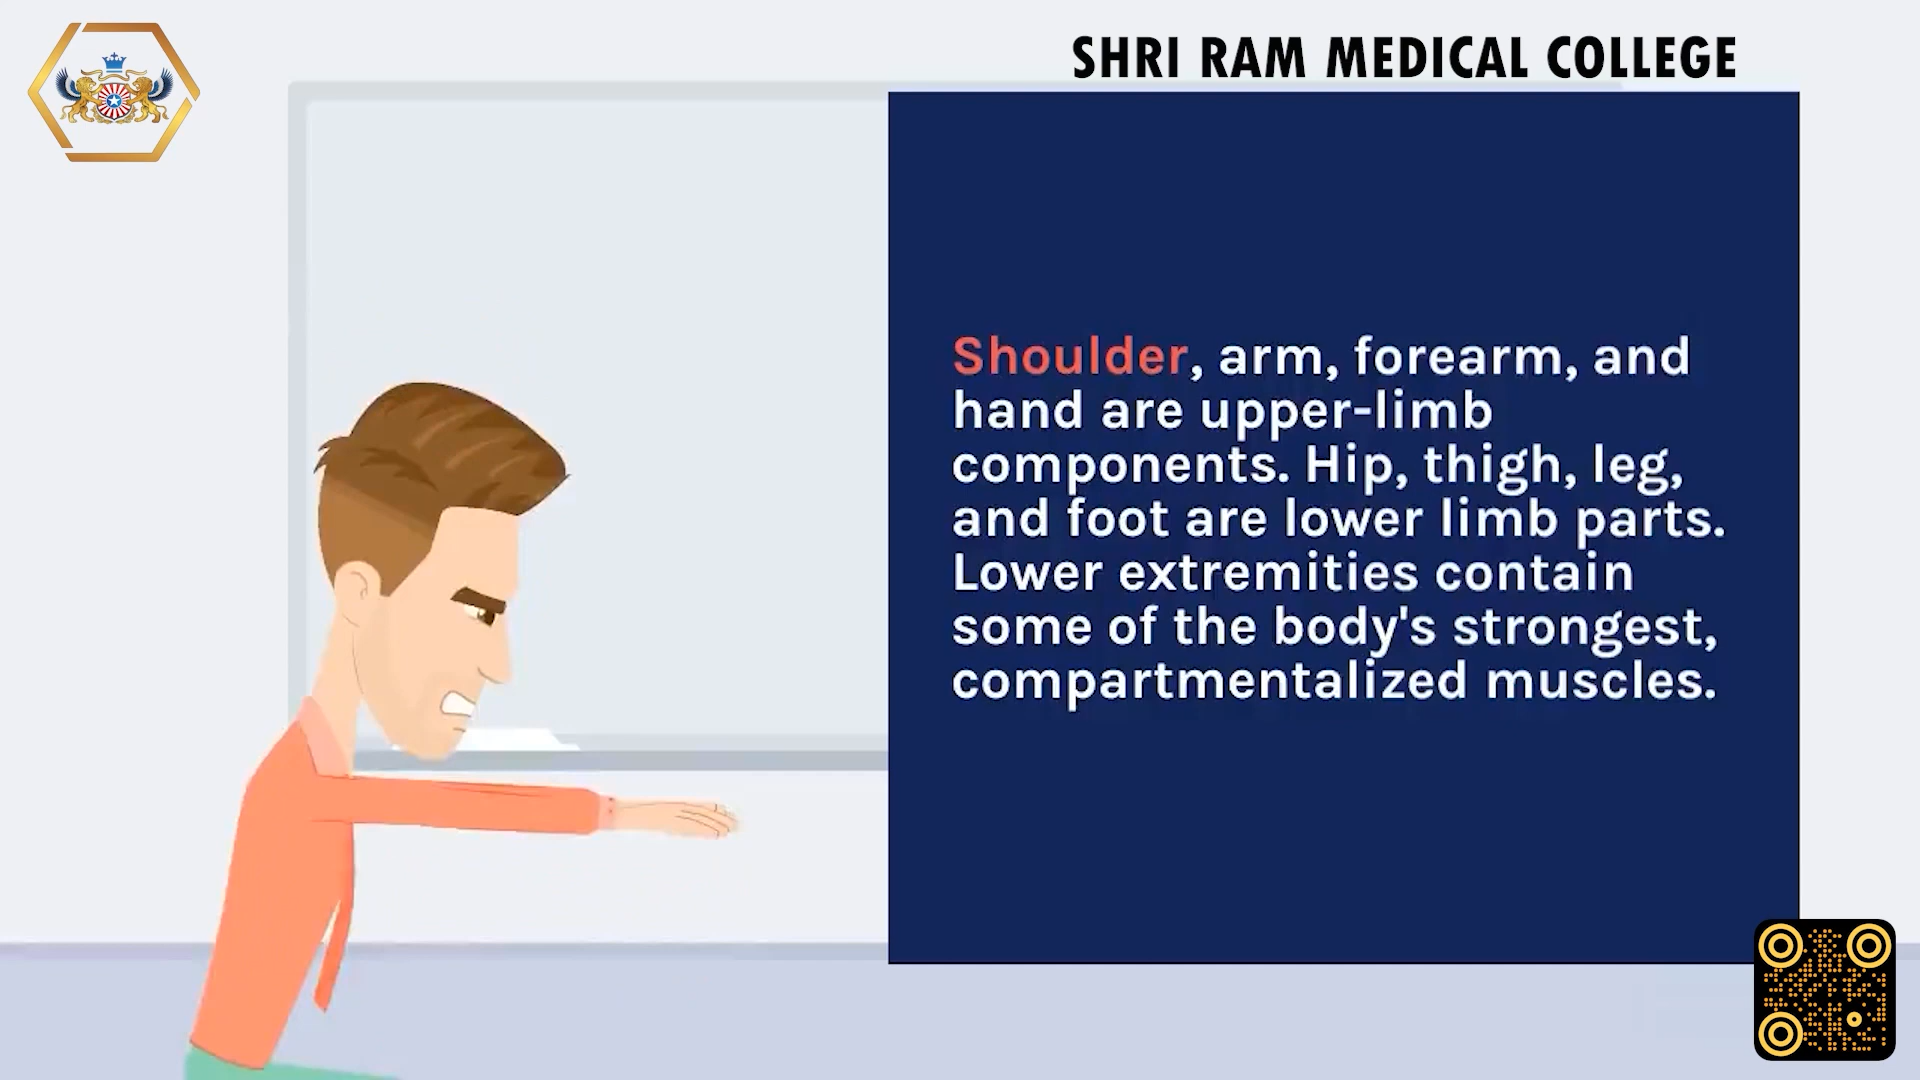 SHRI RAM MEDICAL COLLEGE
Shoulder, arm, forearm, and
hand are upper-limb
components. Hip, thigh, leg,
and foot are lower limb parts.
Lower extremities contain
some of the body's strongest,
compartmentalized muscles.